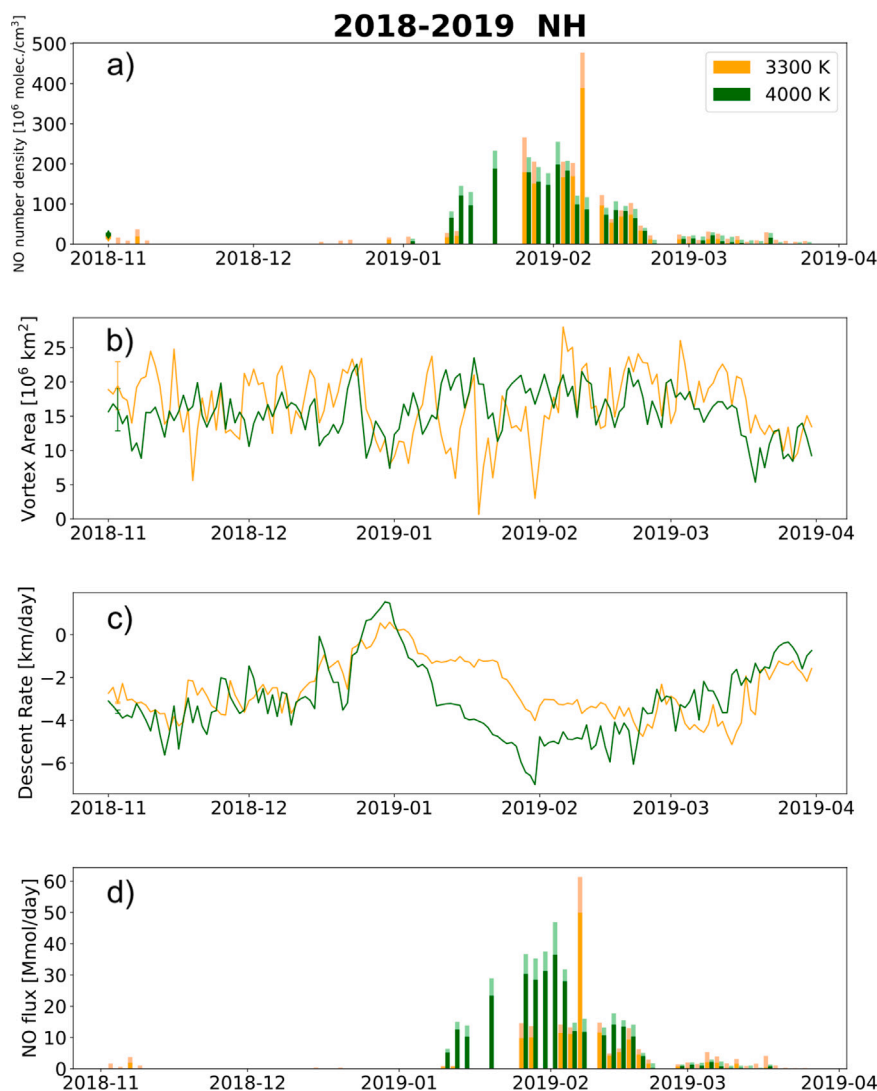 2018-2019 NH
a)
NO number density [10⁶ molec./cm³]
500
400
300
200
100
0
3300 K
4000 K
2018-11 2018-12 2019-01 2019-02 2019-03 2019-04
b)
Vortex Area [10⁶ km²]
25
20
15
10
5
0
2018-11 2018-12 2019-01 2019-02 2019-03 2019-04
c)
Descent Rate [km/day]
0
−2
−4
−6
2018-11 2018-12 2019-01 2019-02 2019-03 2019-04
d)
NO flux [Mmol/day]
60
50
40
30
20
10
0
2018-11 2018-12 2019-01 2019-02 2019-03 2019-04